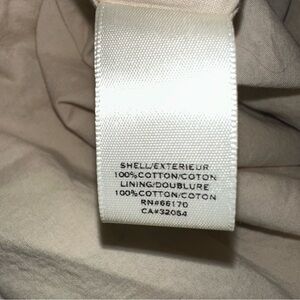 SHELL/EXTERIEUR
100%COTTON/COTON
LINING/DOUBLURE
100%COTTON/COTON
RN#66170
CA#32054